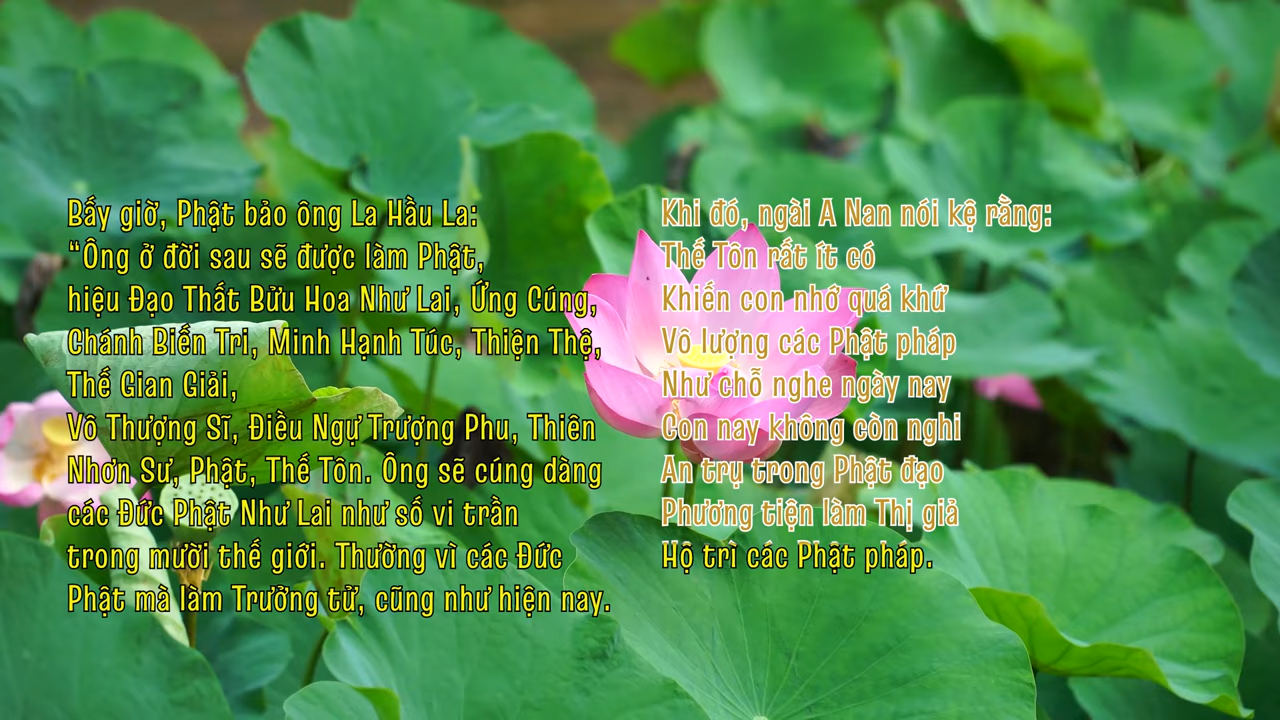 Bấy giờ, Phật bảo ông La Hầu La:
“Ông ở đời sau sẽ được làm Phật,
hiệu Đạo Thất Bửu Hoa Như Lai, Ứng Cúng,
Chánh Biến Tri, Minh Hạnh Túc, Thiện Thệ,
Thế Gian Giải,
Vô Thượng Sĩ, Điều Ngự Trượng Phu, Thiên
Nhơn Sư, Phật, Thế Tôn. Ông sẽ cúng dàng
các Đức Phật Như Lai như số vi trần
trong mười thế giới. Thường vì các Đức
Phật mà làm Trưởng tử, cũng như hiện nay.
Khi đó, ngài A Nan nói kệ rằng:
Thế Tôn rất ít có
Khiến con nhớ quá khứ
Vô lượng các Phật pháp
Như chỗ nghe ngày nay
Còn nay không còn nghi
An trụ trong Phật đạo
Phương tiện làm Thị giả
Hộ trì các Phật pháp.